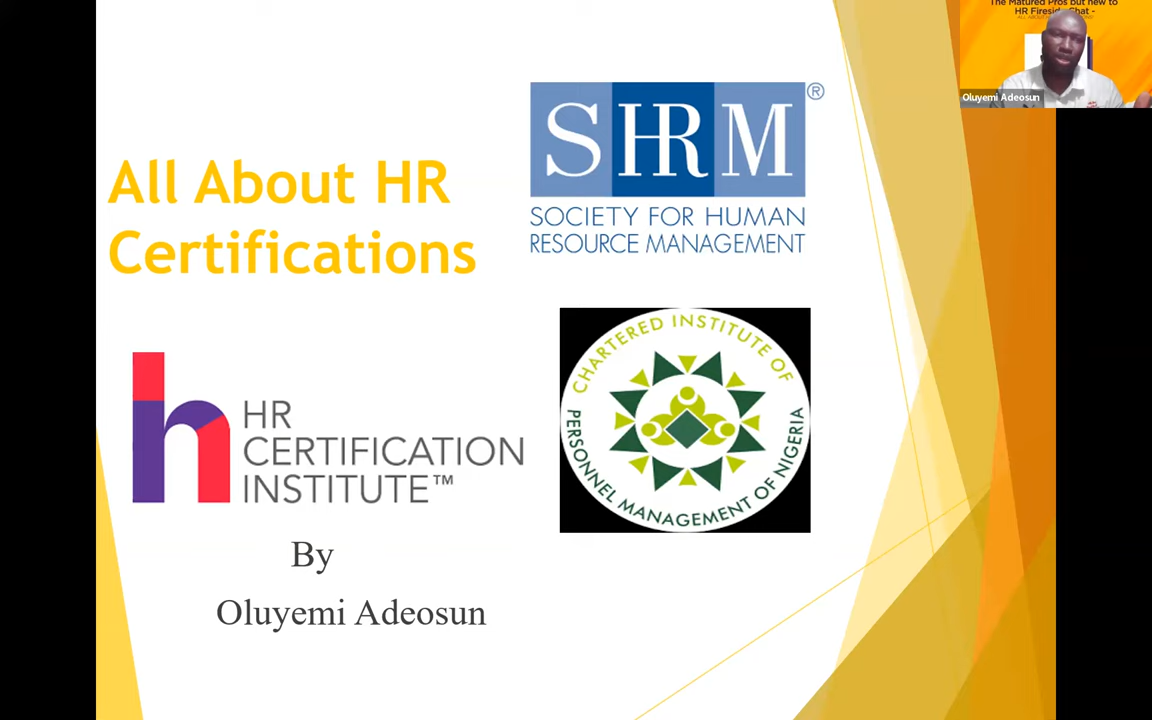 The Matured Pros but new to
HR Fireside Chat -
Oluyemi Adeosun
SHRM®
SOCIETY FOR HUMAN
RESOURCE MANAGEMENT
All About HR
Certifications
CHARTERED INSTITUTE OF
PERSONNEL MANAGEMENT OF NIGERIA
HR
CERTIFICATION
INSTITUTE™
By
Oluyemi Adeosun